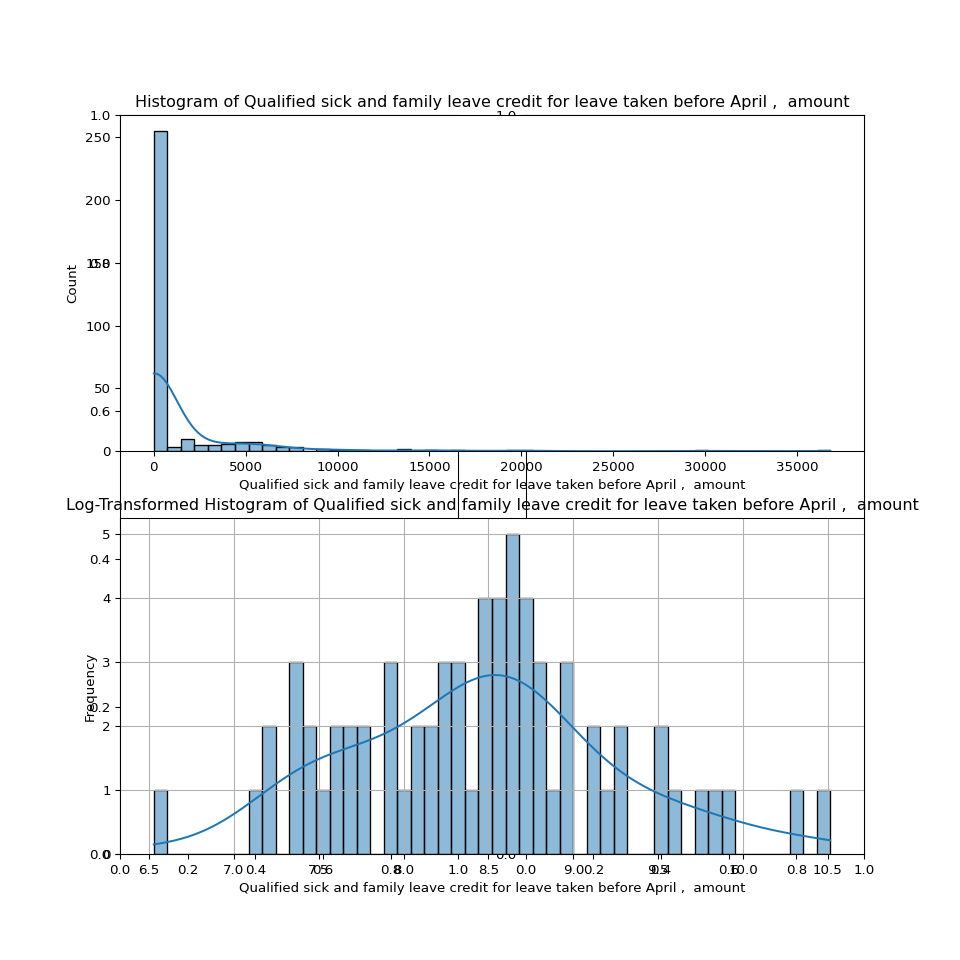 Histogram of Qualified sick and family leave credit for leave taken before April ,  amount
1.0
250
200
150
0.8
Count
100
50
0.6
0
0 5000 10000 15000 20000 25000 30000 35000
Qualified sick and family leave credit for leave taken before April ,  amount
Log-Transformed Histogram of Qualified sick and family leave credit for leave taken before April ,  amount
5
0.4
4
3
Frequency
0.2
2
1
0.0 0 0.0
0.0 6.5 0.2 7.0 0.4 7.5 0.6 0.8 8.0 1.0 8.5 0.0 9.0 0.2 9.5 0.4 0.6 10.0 0.8 10.5 1.0
Qualified sick and family leave credit for leave taken before April ,  amount